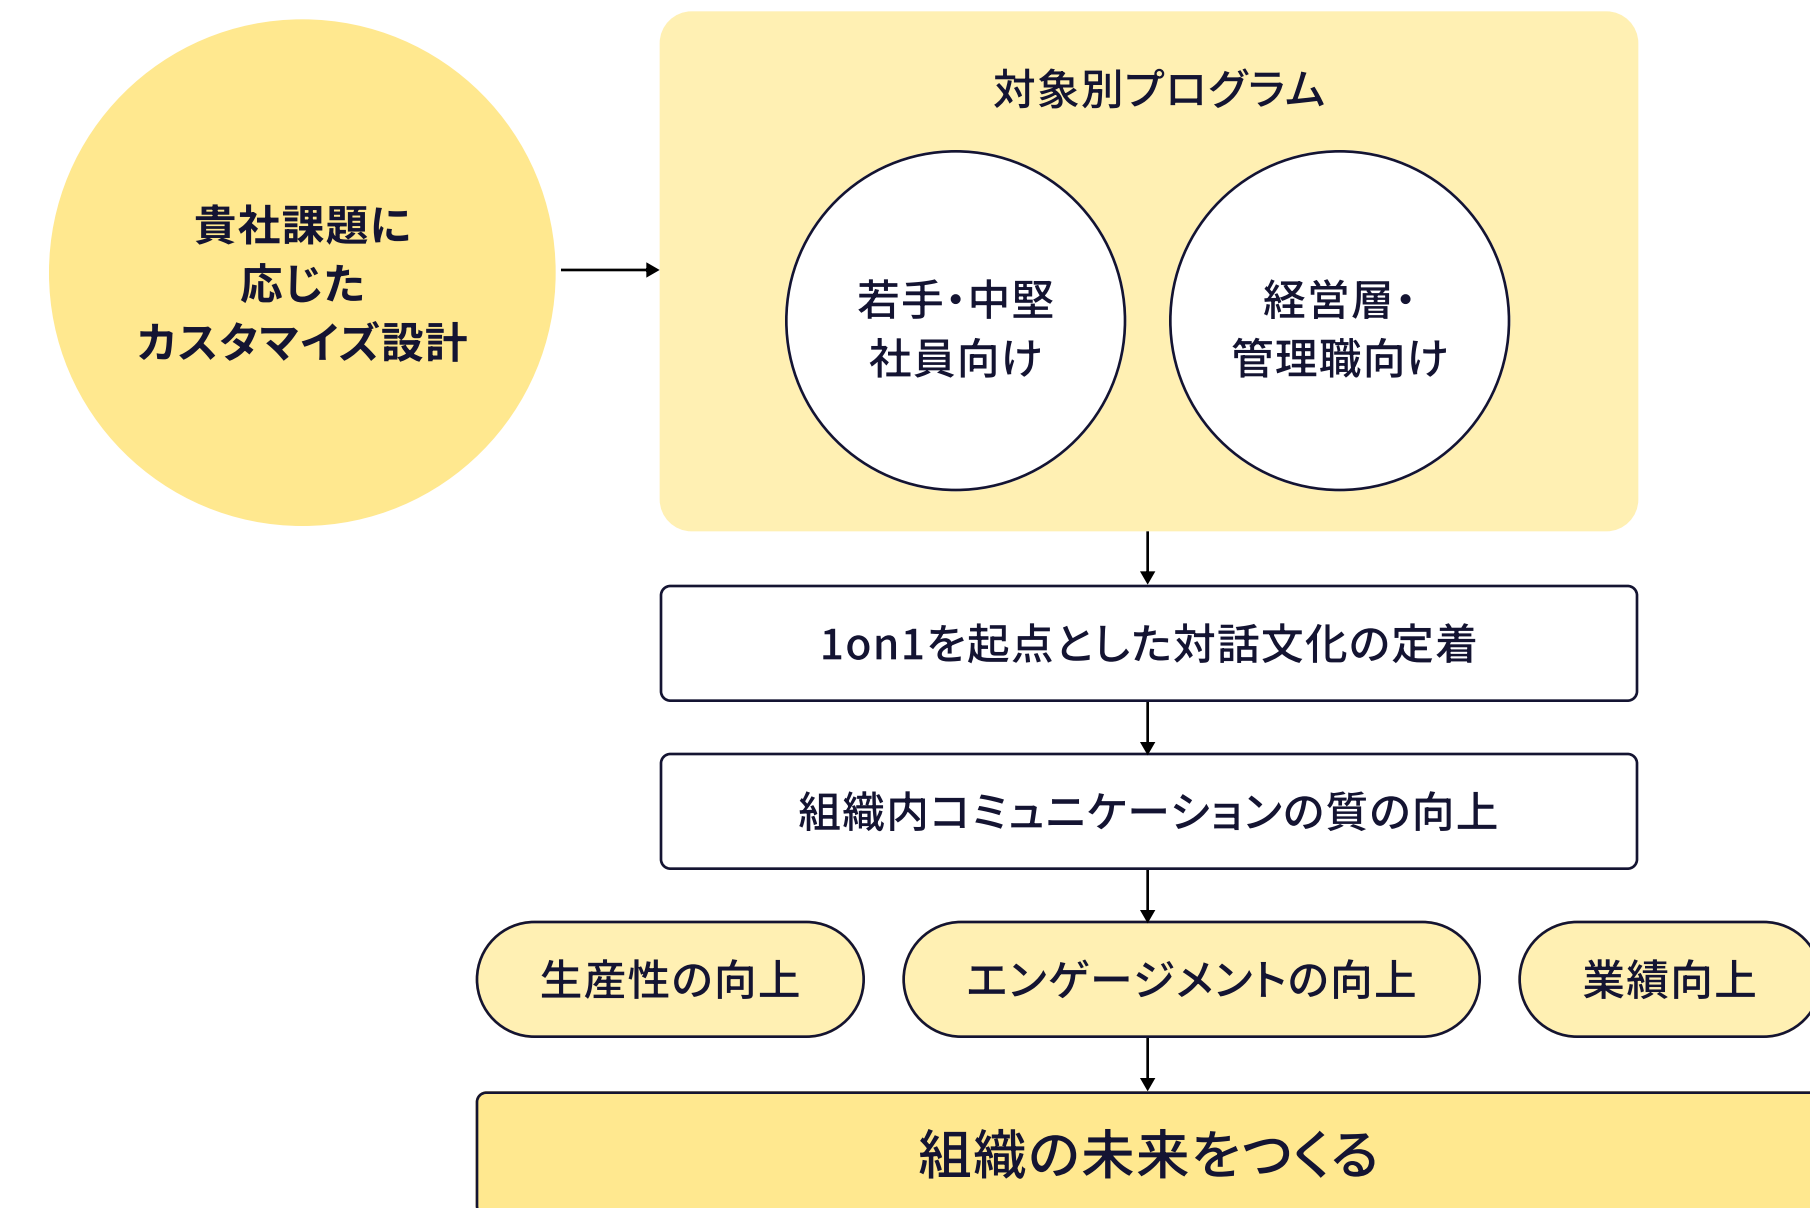 貴社課題に
応じた
カスタマイズ設計
対象別プログラム
若手・中堅
社員向け
経営層・
管理職向け
1on1を起点とした対話文化の定着
組織内コミュニケーションの質の向上
生産性の向上
エンゲージメントの向上
業績向上
組織の未来をつくる